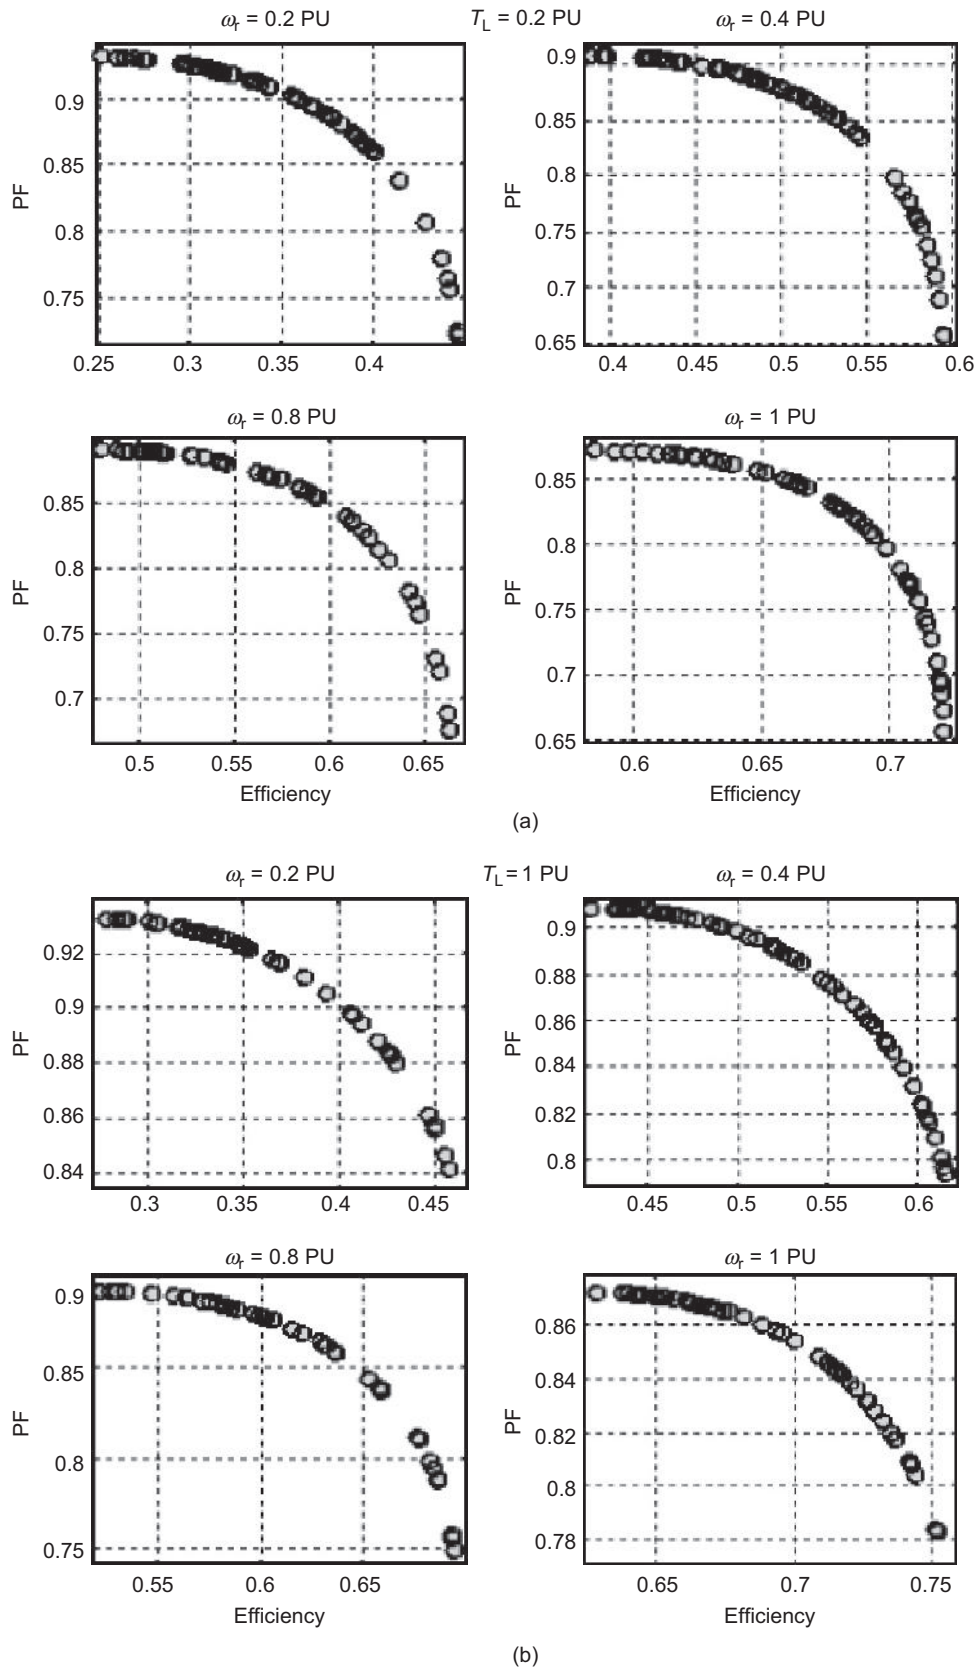 ωr = 0.2 PU TL = 0.2 PU ωr = 0.4 PU
PF
0.9
0.85
0.8
0.75
0.25 0.3 0.35 0.4
PF
0.9
0.85
0.8
0.75
0.7
0.65
0.4 0.45 0.5 0.55 0.6
ωr = 0.8 PU
PF
0.85
0.8
0.75
0.7
0.5 0.55 0.6 0.65
Efficiency
ωr = 1 PU
PF
0.85
0.8
0.75
0.7
0.65
0.6 0.65 0.7
Efficiency
(a)
ωr = 0.2 PU TL = 1 PU ωr = 0.4 PU
PF
0.92
0.9
0.88
0.86
0.84
0.3 0.35 0.4 0.45
PF
0.9
0.88
0.86
0.84
0.82
0.8
0.45 0.5 0.55 0.6
ωr = 0.8 PU
PF
0.9
0.85
0.8
0.75
0.55 0.6 0.65
Efficiency
ωr = 1 PU
PF
0.86
0.84
0.82
0.8
0.78
0.65 0.7 0.75
Efficiency
(b)